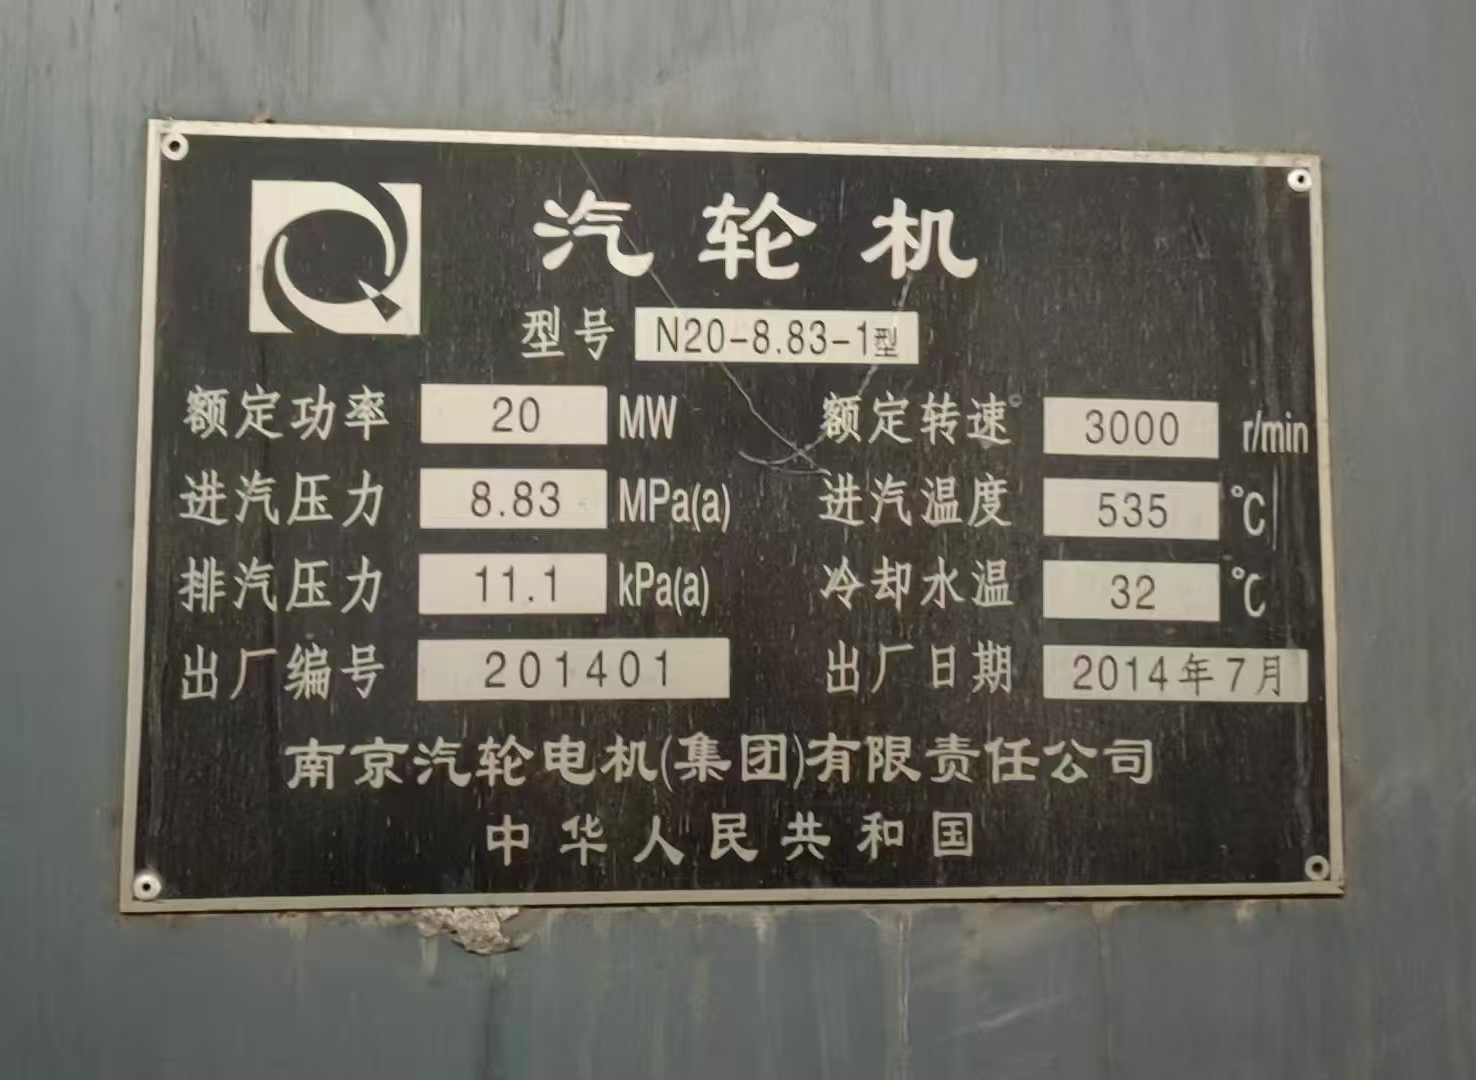 汽轮机
型号 N20-8.83-1型
额定功率 20 MW 额定转速 3000 r/min
进汽压力 8.83 MPa(a) 进汽温度 535 ℃
排汽压力 11.1 kPa(a) 冷却水温 32 ℃
出厂编号 201401 出厂日期 2014年7月
南京汽轮电机(集团)有限责任公司
中华人民共和国